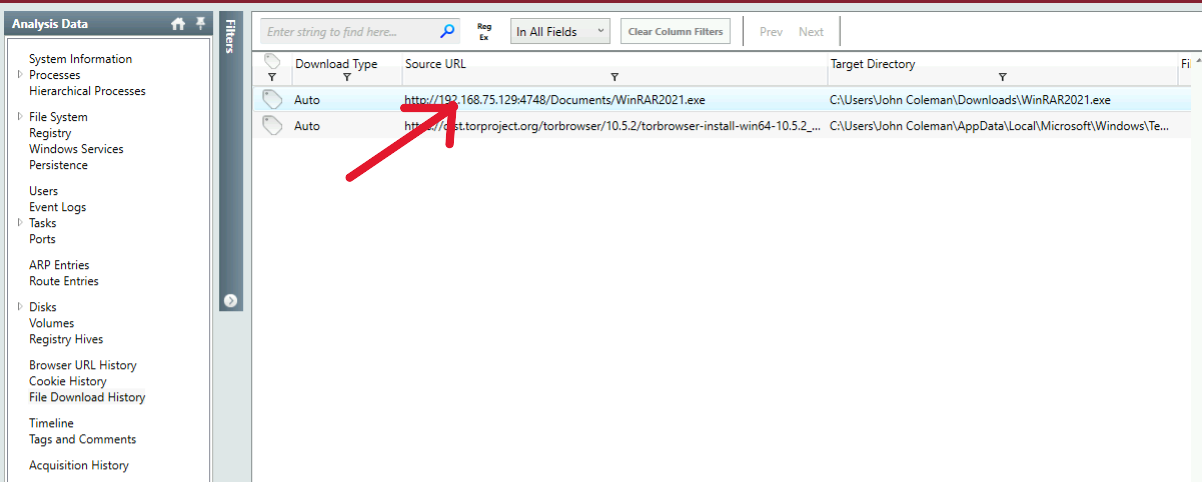 Analysis Data
System Information
Processes
Hierarchical Processes
File System
Registry
Windows Services
Persistence
Users
Event Logs
Tasks
Ports
ARP Entries
Route Entries
Disks
Volumes
Registry Hives
Browser URL History
Cookie History
File Download History
Timeline
Tags and Comments
Acquisition History
Filters
Enter string to find here...
Reg
Ex
In All Fields
Clear Column Filters
Prev
Next
Download Type Source URL Target Directory
Auto http://192.168.75.129:4748/Documents/WinRAR2021.exe C:\Users\John Coleman\Downloads\WinRAR2021.exe
Auto .torproject.org/torbrowser/10.5.2/torbrowser-install-win64-10.5.2_... C:\Users\John Coleman\AppData\Local\Microsoft\Windows\Te...